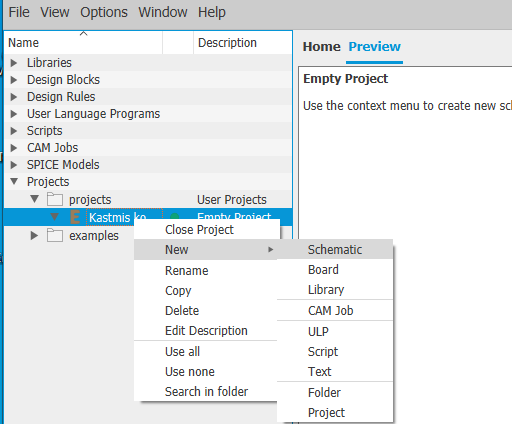 File View Options Window Help
Name Description
Home Preview
Libraries
Design Blocks
Design Rules
User Language Programs
Scripts
CAM Jobs
SPICE Models
Projects
projects User Projects
Kastmis ko Empty Project
examples
Empty Project
Use the context menu to create new
Close Project
New
Rename
Copy
Delete
Edit Description
Use all
Use none
Search in folder
Schematic
Board
Library
CAM Job
ULP
Script
Text
Folder
Project